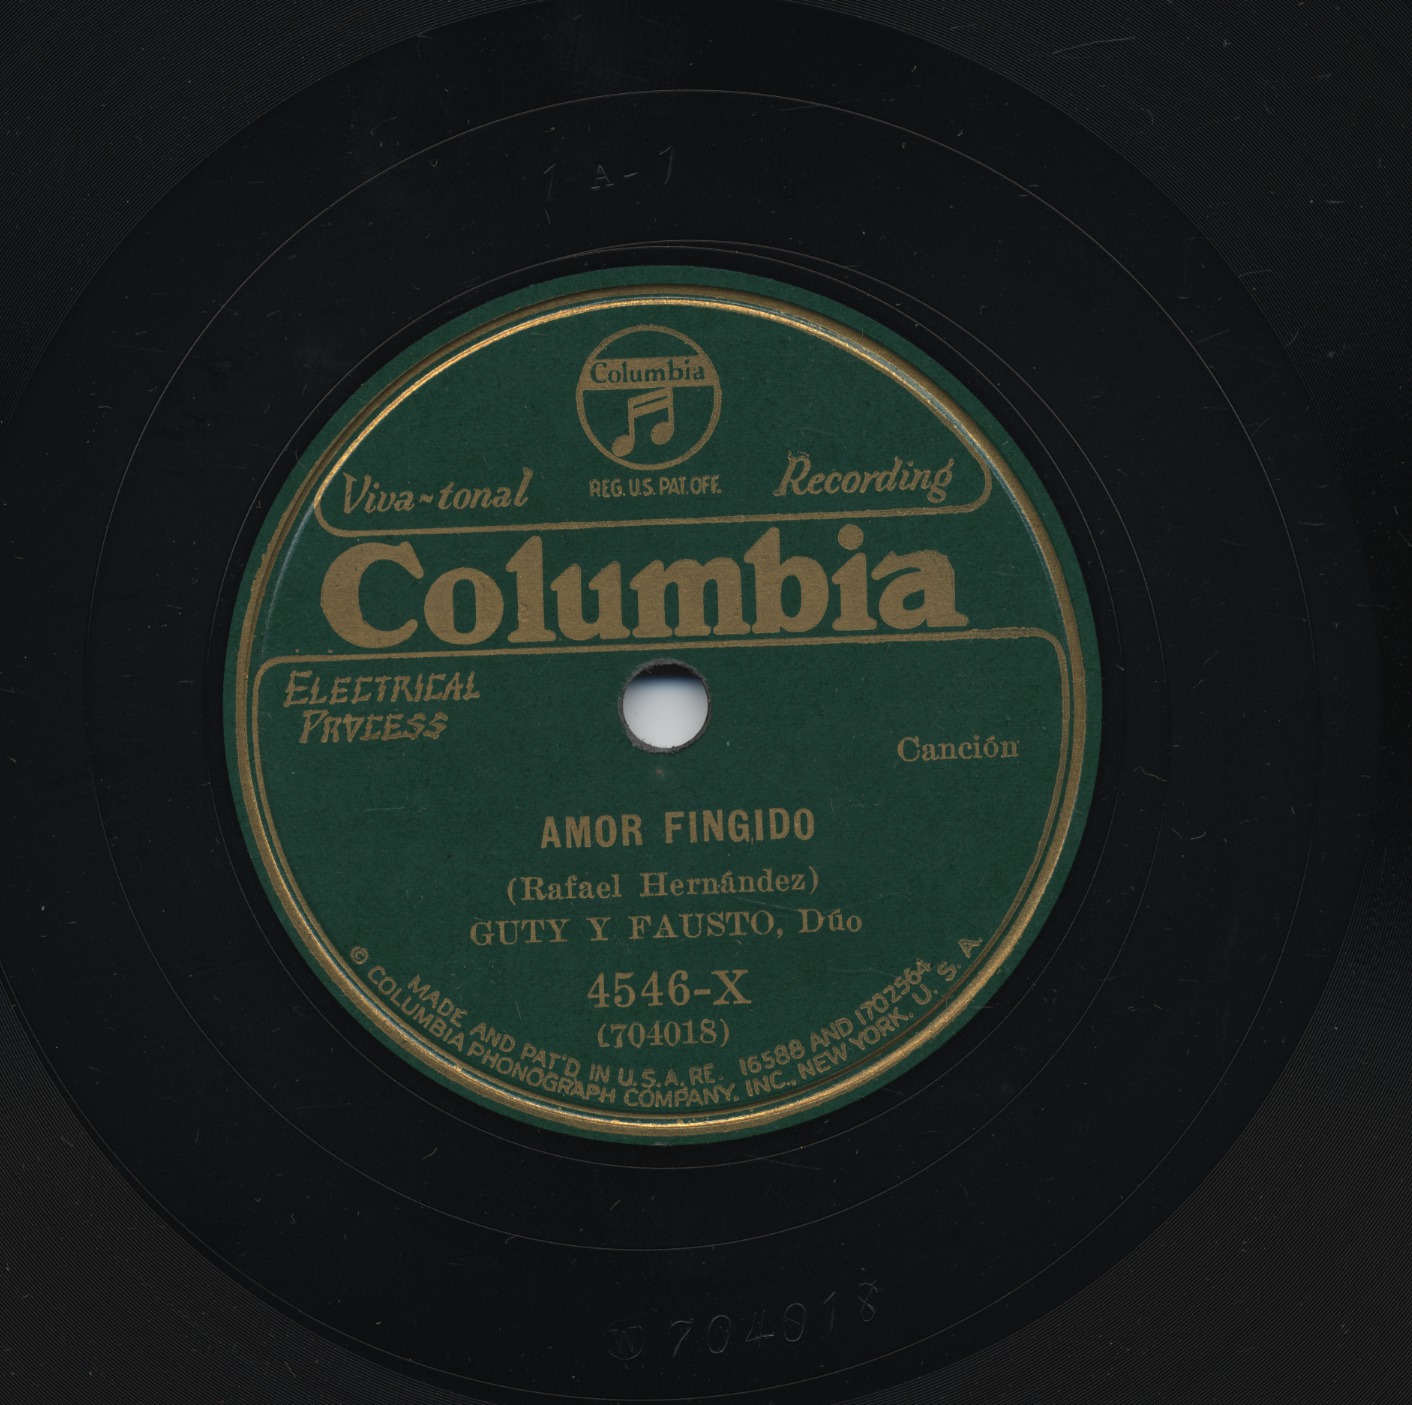 1 A-1
Columbia
Viva-tonal REG. U.S. PAT. OFF. Recording
Columbia
ELECTRICAL
PROCESS
Canción
AMOR FINGIDO
(Rafael Hernández)
GUTY Y FAUSTO, Dúo
4546-X
(704018)
MADE AND PAT'D IN U.S.A. RE. 16588 AND 1702564
© COLUMBIA PHONOGRAPH COMPANY, INC., NEW YORK, U. S. A.
W 704018